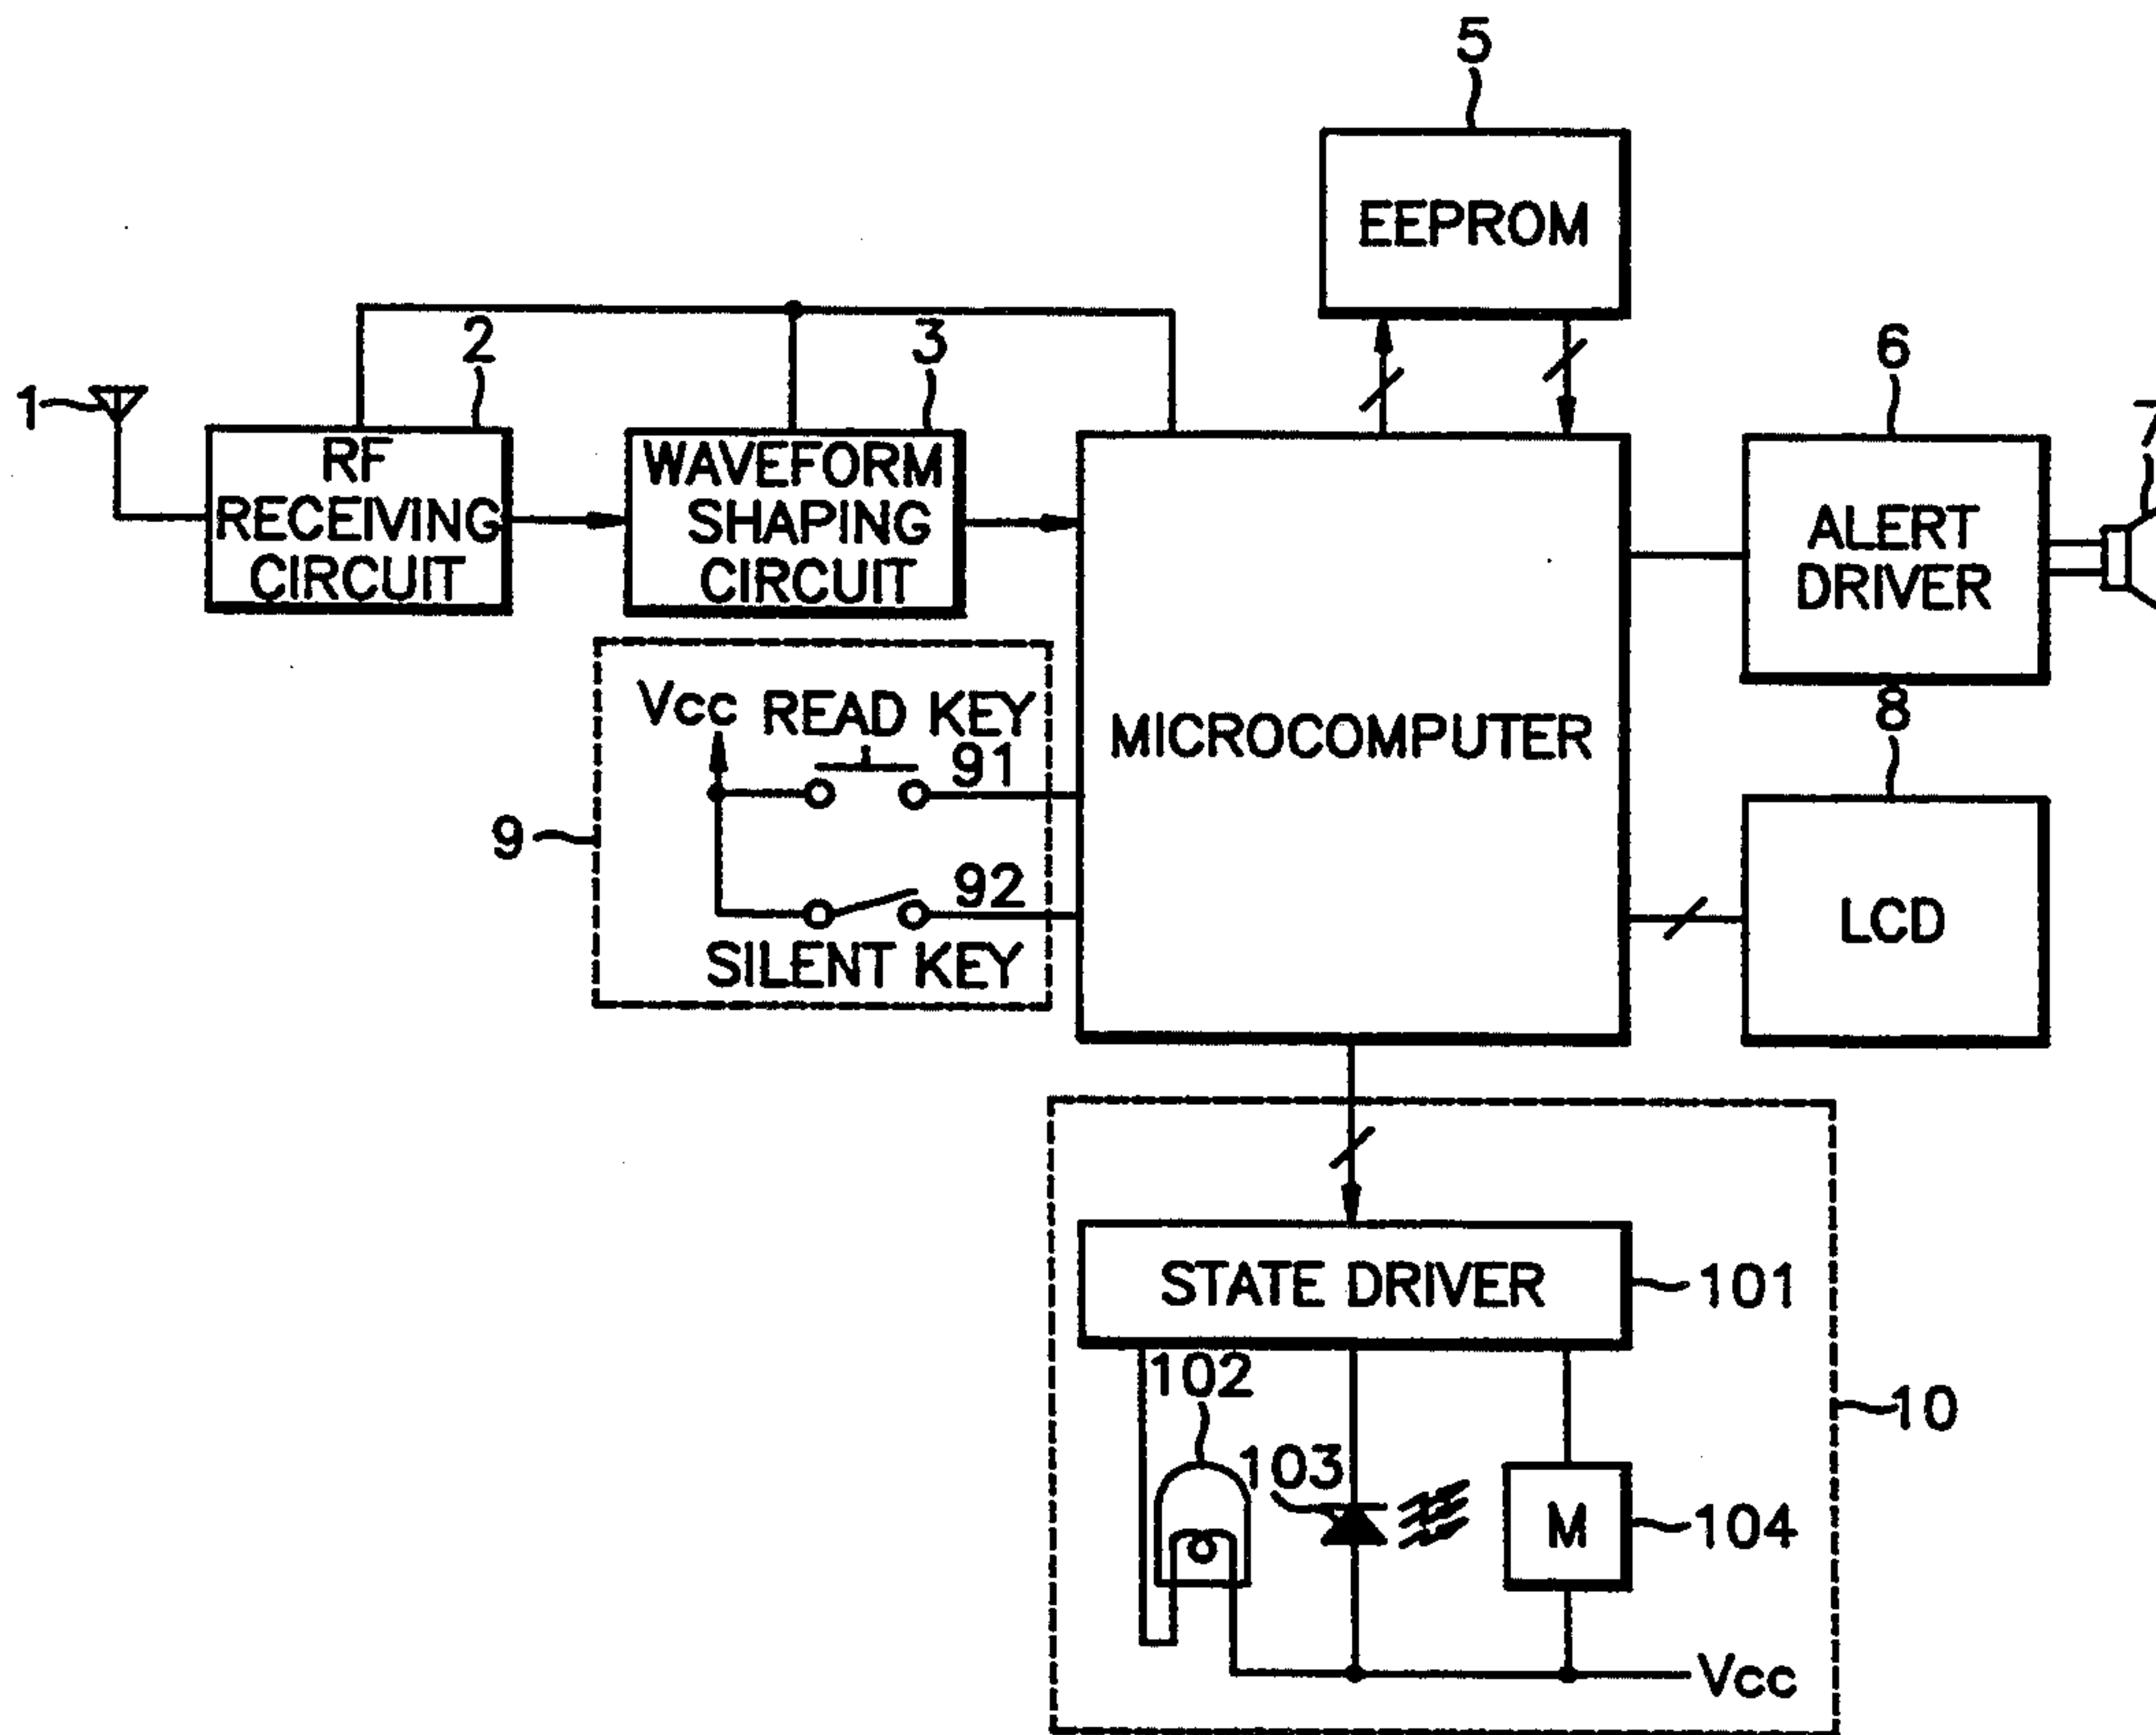 5
EEPROM
2
3
6
7
1
RF
RECEIVING
CIRCUIT
WAVEFORM
SHAPING
CIRCUIT
ALERT
DRIVER
8
Vcc READ KEY
91
MICROCOMPUTER
9
92
SILENT KEY
LCD
STATE DRIVER
101
102
103
10
M
104
Vcc